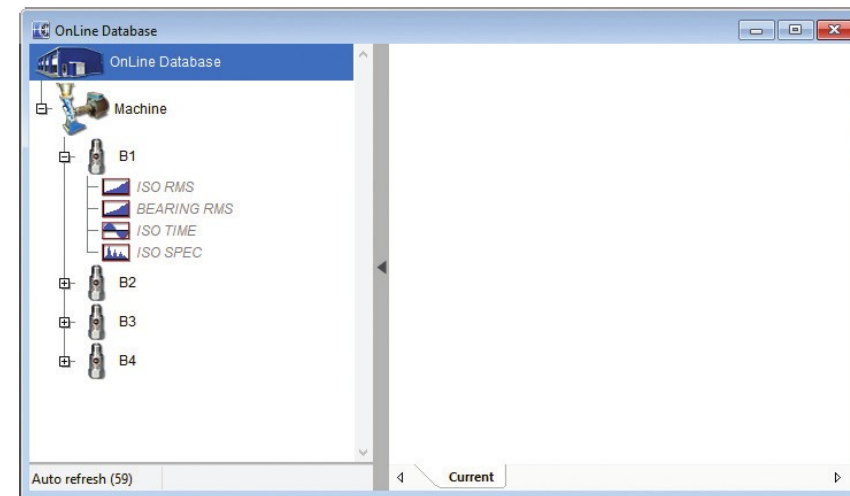 OnLine Database
OnLine Database
Machine
B1
ISO RMS
BEARING RMS
ISO TIME
ISO SPEC
B2
B3
B4
Auto refresh (59)
Current